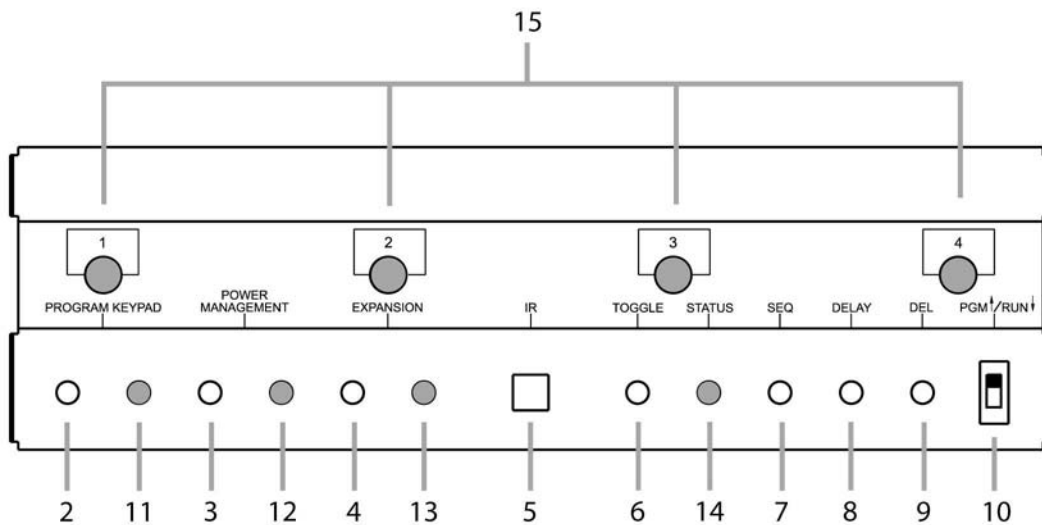 15
1 2 3 4
PROGRAM KEYPAD POWER MANAGEMENT EXPANSION IR TOGGLE STATUS SEQ DELAY DEL PGM↑/RUN↓
2 11 3 12 4 13 5 6 14 7 8 9 10